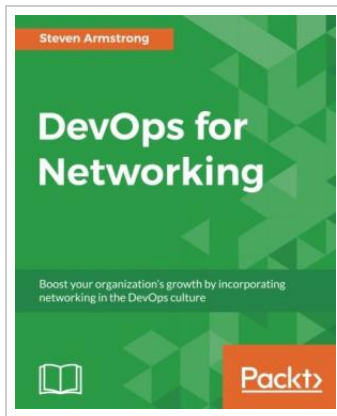 Steven Armstrong
DevOps for
Networking
Boost your organization's growth by incorporating
networking in the DevOps culture
Packt>